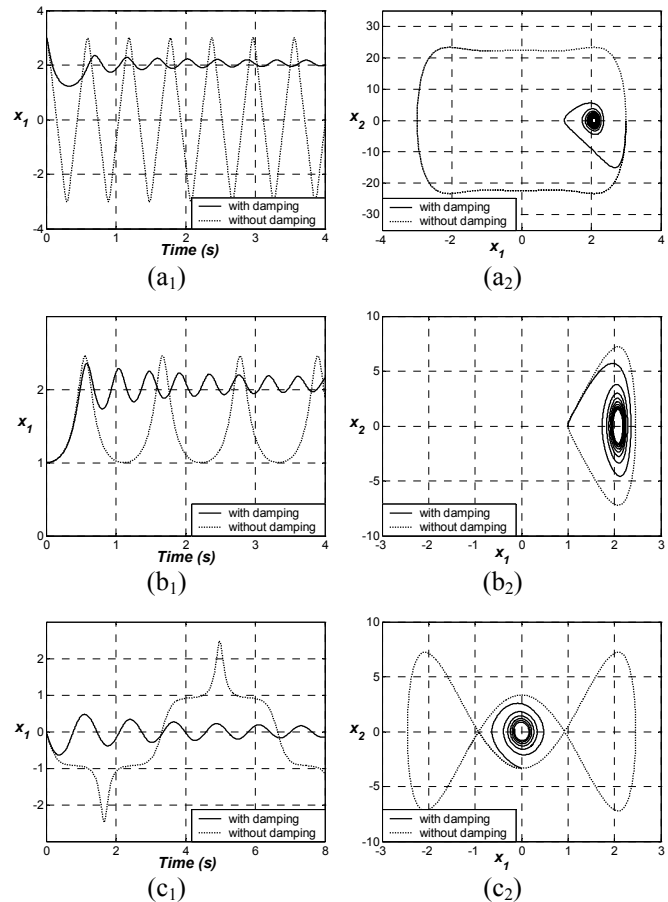 4
2
x1
0
-2
-4
0 1 2 3 4
Time (s)
with damping
without damping
(a1)
30
20
10
x2 0
-10
-20
-30
-4 -2 0 2 4
x1
with damping
without damping
(a2)
2
x1
1
0
0 1 2 3 4
Time (s)
with damping
without damping
(b1)
10
5
x2 0
-5
-10
-3 -2 -1 0 1 2 3
x1
with damping
without damping
(b2)
2
1
x1 0
-1
-2
0 2 4 6 8
Time (s)
with damping
without damping
(c1)
10
5
x2 0
-5
-10
-3 -2 -1 0 1 2 3
x1
with damping
without damping
(c2)